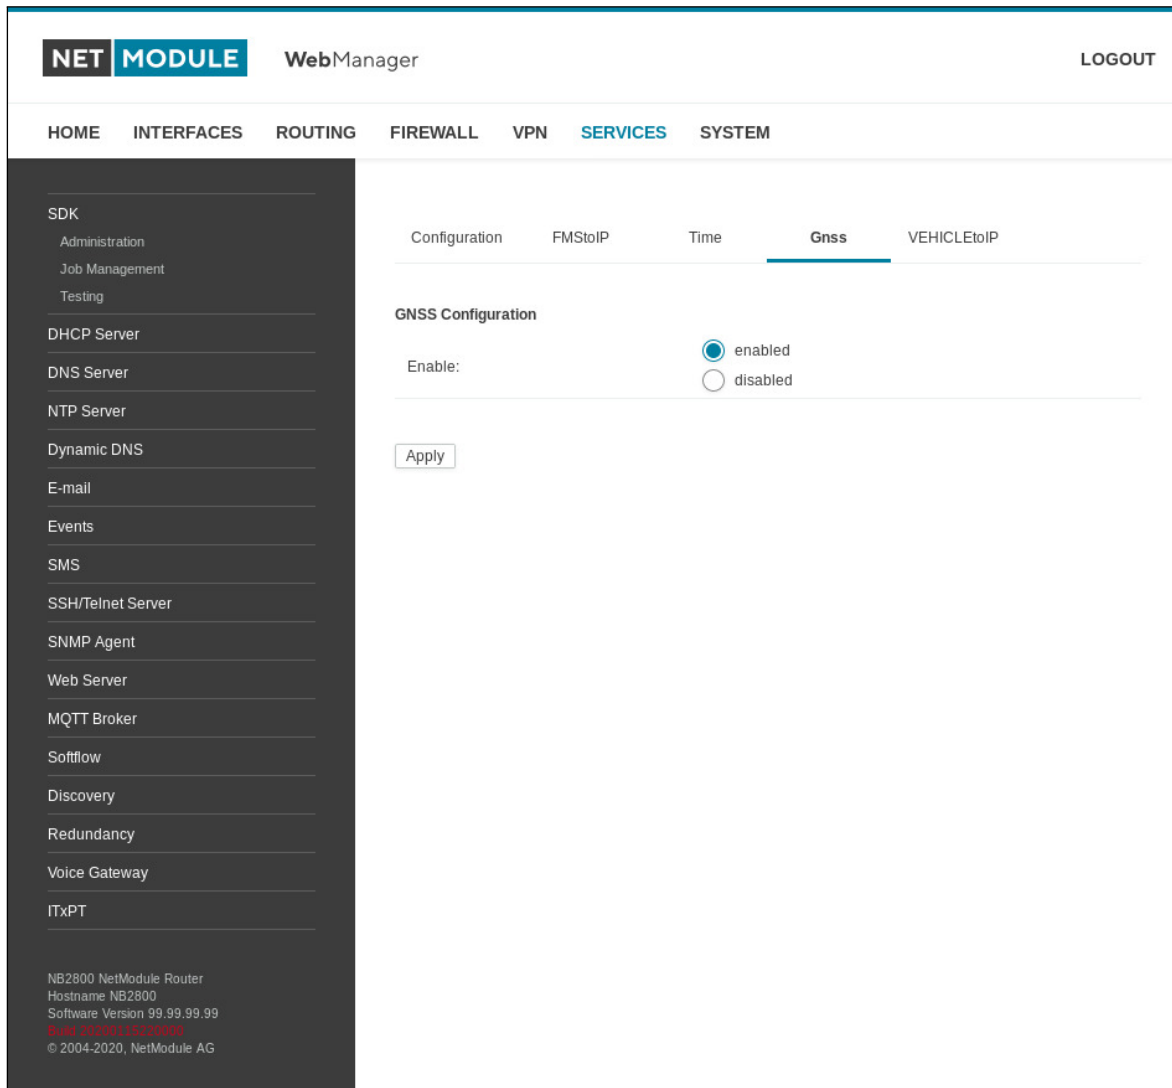 NET MODULE WebManager LOGOUT
HOME INTERFACES ROUTING FIREWALL VPN SERVICES SYSTEM
SDK
Administration
Job Management
Testing
DHCP Server
DNS Server
NTP Server
Dynamic DNS
E-mail
Events
SMS
SSH/Telnet Server
SNMP Agent
Web Server
MQTT Broker
Softflow
Discovery
Redundancy
Voice Gateway
ITxPT
NB2800 NetModule Router
Hostname NB2800
Software Version 99.99.99.99
Build
© 2004-2020, NetModule AG
Configuration FMStoIP Time Gnss VEHICLEtoIP
GNSS Configuration
Enable:
enabled
disabled
Apply